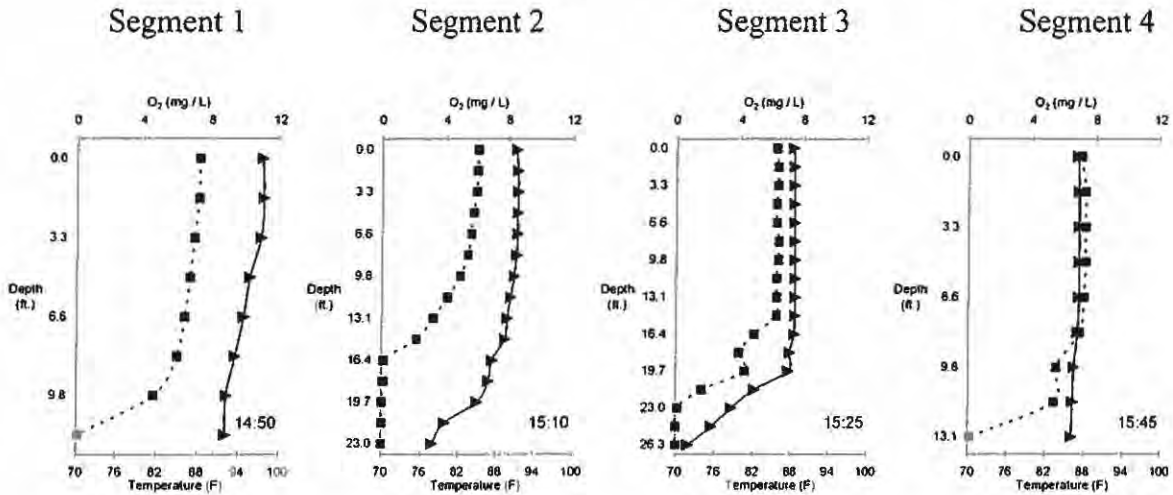 Segment 1
O₂ (mg / L)
0 4 8 12
0.0
3.3
Depth
(ft.)
6.6
9.8
14:50
70 76 82 88 94 100
Temperature (F)
Segment 2
O₂ (mg / L)
0 4 8 12
0.0
3.3
6.6
9.8
Depth
(ft.)
13.1
16.4
19.7
23.0
15:10
70 76 82 88 94 100
Temperature (F)
Segment 3
O₂ (mg / L)
0 4 8 12
0.0
3.3
6.6
9.8
Depth
(ft.)
13.1
16.4
19.7
23.0
26.3
15:25
70 76 82 88 94 100
Temperature (F)
Segment 4
O₂ (mg / L)
0 4 8 12
0.0
3.3
Depth
(ft.)
6.6
9.8
13.1
15:45
70 76 82 88 94 100
Temperature (F)